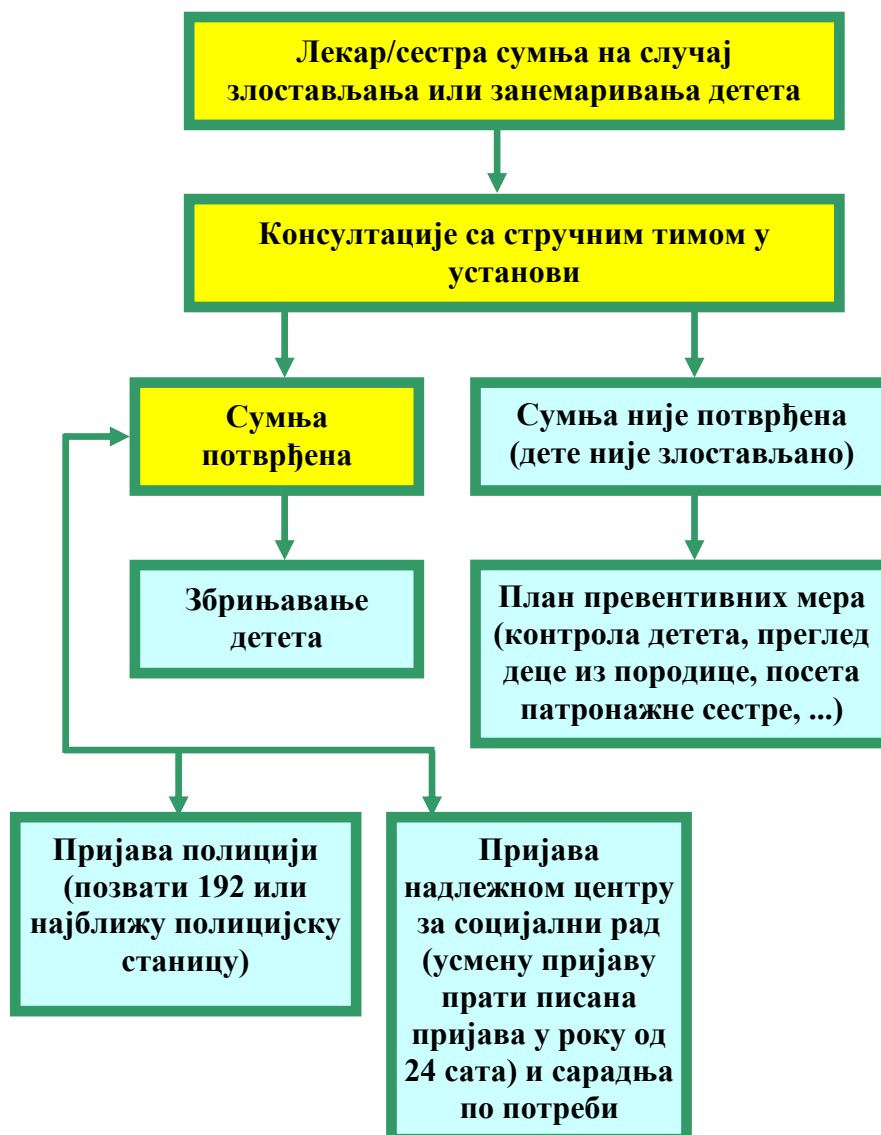 Лекар/сестра сумња на случај
злостављања или занемаривања детета
Консултације са стручним тимом у
установи
Сумња
потврђена
Сумња није потврђена
(дете није злостављано)
Збрињавање
детета
План превентивних мера
(контрола детета, преглед
деце из породице, посета
патронажне сестре, ...)
Пријава полицији
(позвати 192 или
најближу полицијску
станицу)
Пријава
надлежном центру
за социјални рад
(усмену пријаву
прати писана
пријава у року од
24 сата) и сарадња
по потреби